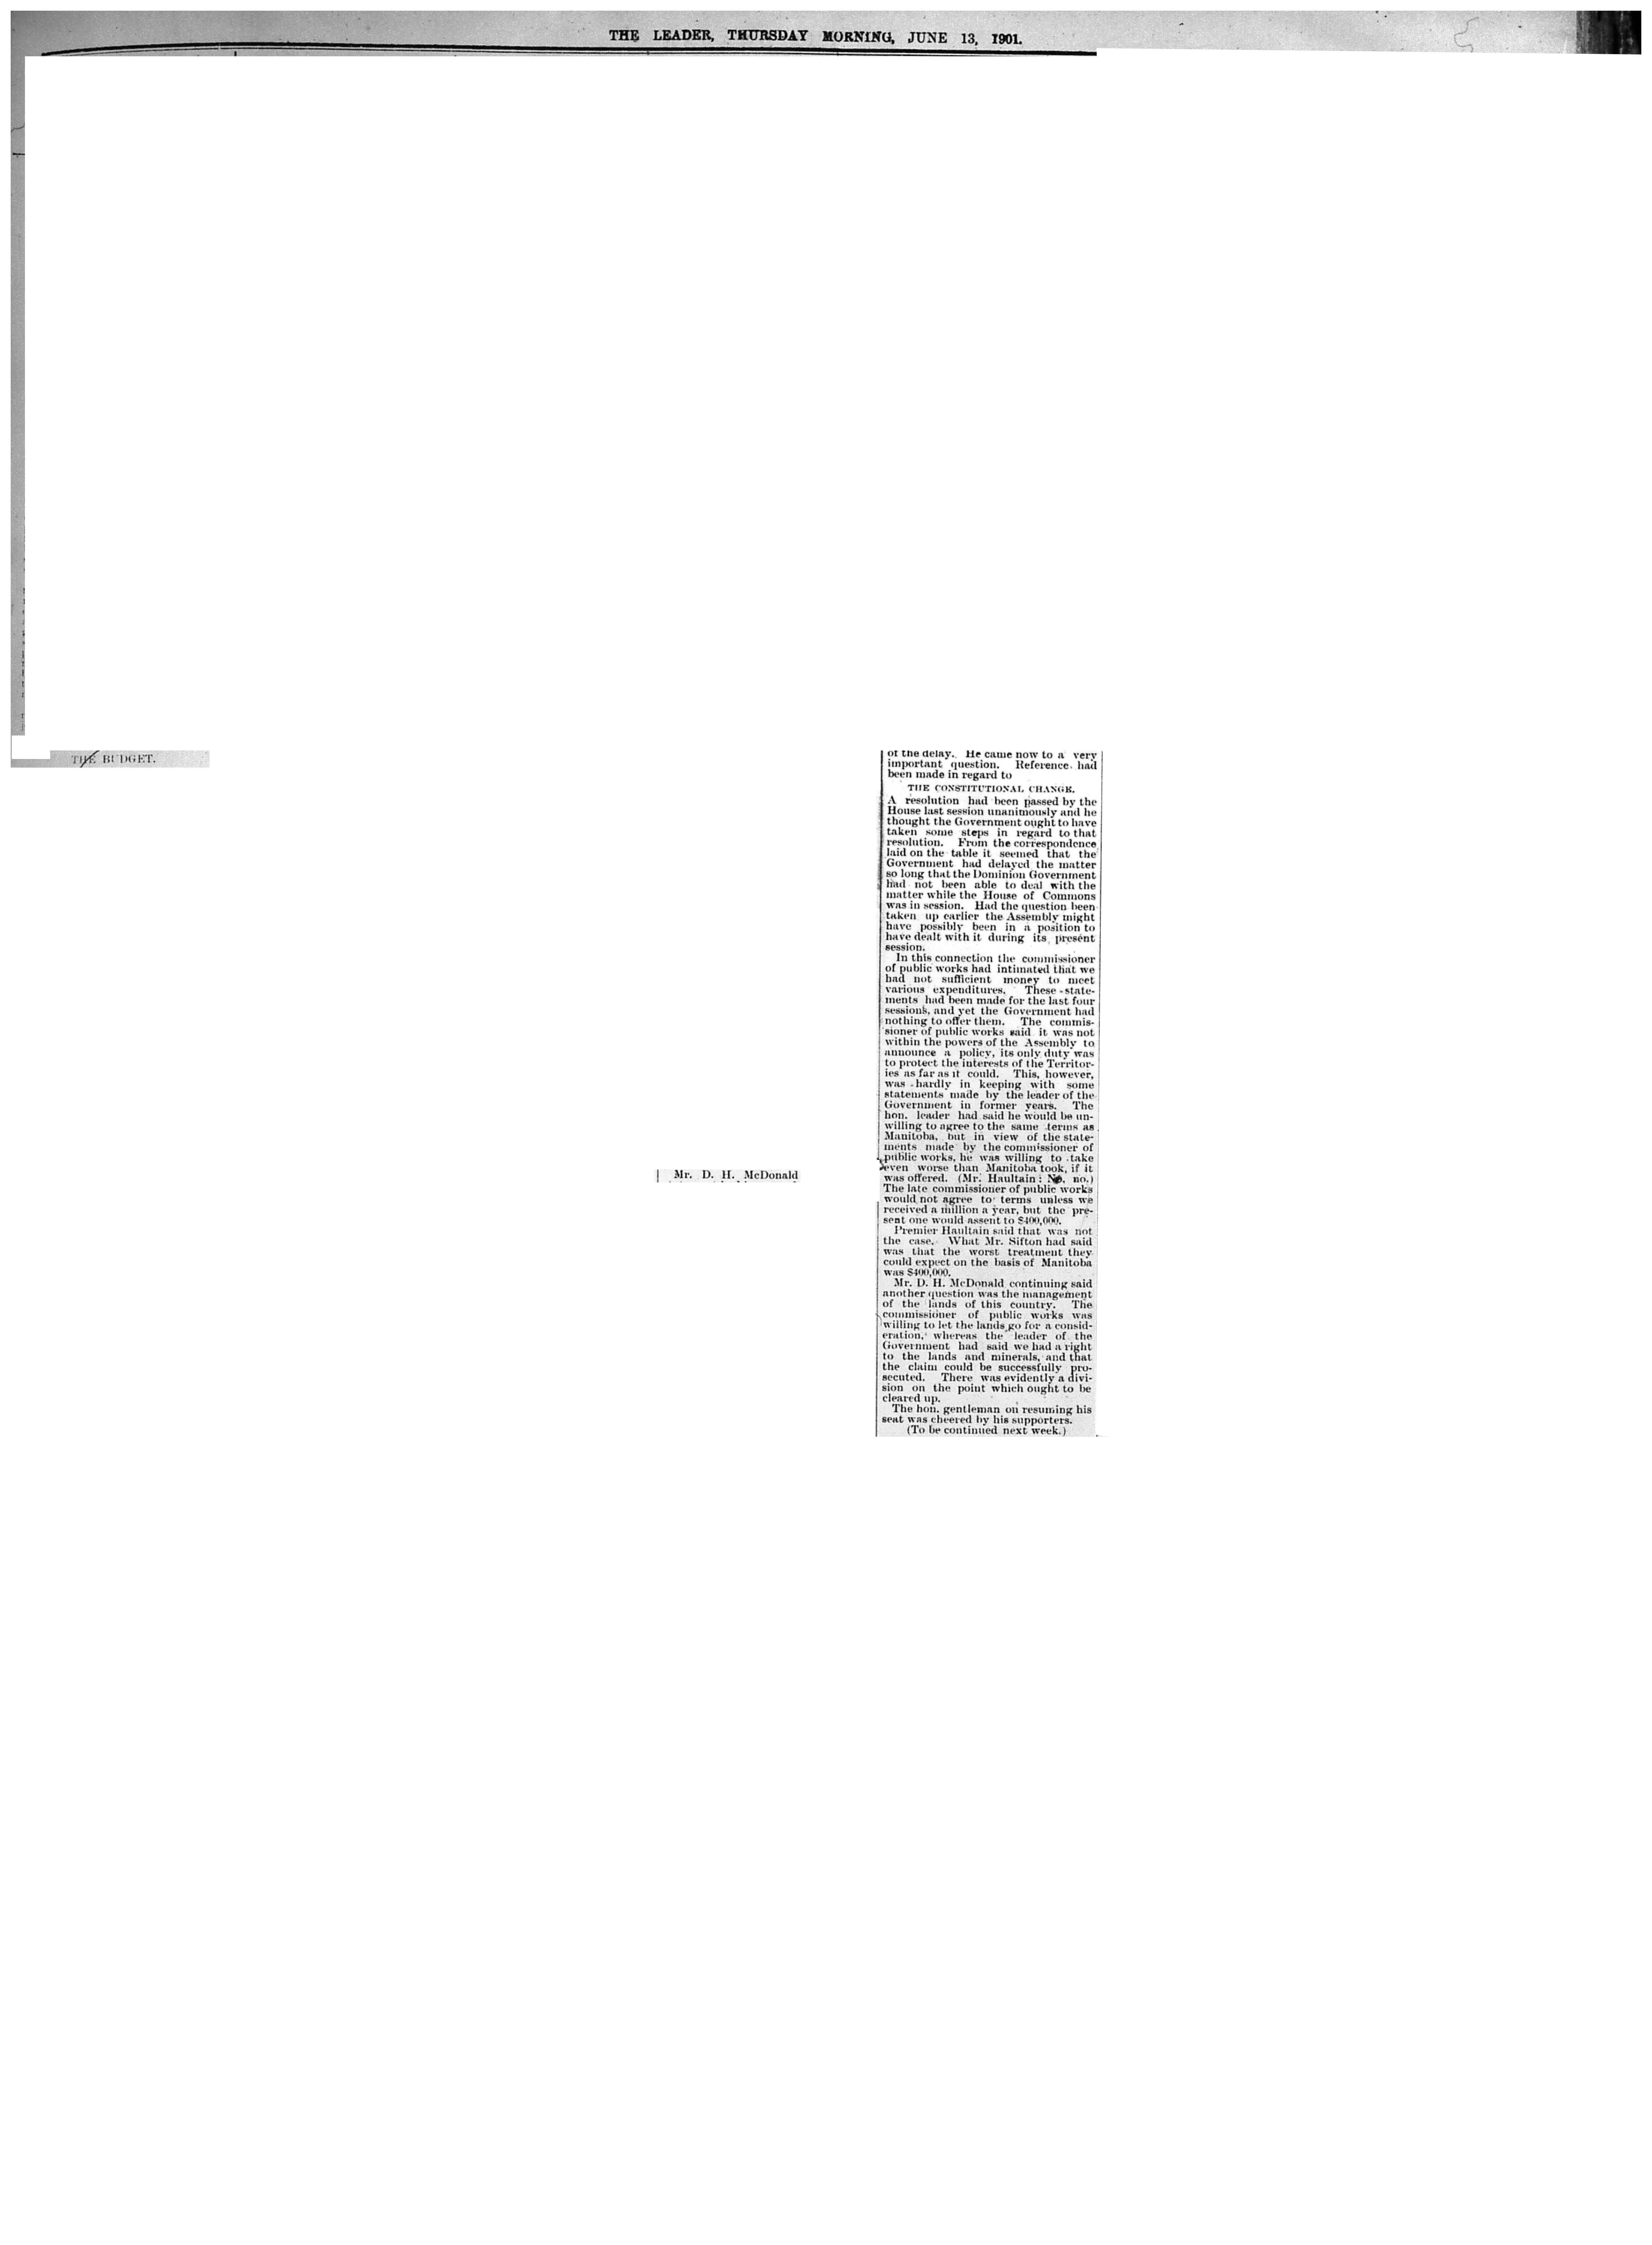 THE LEADER, THURSDAY MORNING, JUNE 13, 1901.
THE BUDGET.
Mr. D. H. McDonald
of the delay. He came now to a very
important question. Reference had
been made in regard to
THE CONSTITUTIONAL CHANGE.
A resolution had been passed by the
House last session unanimously and he
thought the Government ought to have
taken some steps in regard to that
resolution. From the correspondence
laid on the table it seemed that the
Government had delayed the matter
so long that the Dominion Government
had not been able to deal with the
matter while the House of Commons
was in session. Had the question been
taken up earlier the Assembly might
have possibly been in a position to
have dealt with it during its present
session.
In this connection the commissioner
of public works had intimated that we
had not sufficient money to meet
various expenditures. These state-
ments had been made for the last four
sessions, and yet the Government had
nothing to offer them. The commis-
sioner of public works said it was not
within the powers of the Assembly to
announce a policy, its only duty was
to protect the interests of the Territor-
ies as far as it could. This, however,
was hardly in keeping with some
statements made by the leader of the
Government in former years. The
hon. leader had said he would be un-
willing to agree to the same terms as
Manitoba, but in view of the state-
ments made by the commissioner of
public works, he was willing to take
even worse than Manitoba took, if it
was offered. (Mr. Haultain: No, no.)
The late commissioner of public works
would not agree to terms unless we
received a million a year, but the pre-
sent one would assent to $400,000.
Premier Haultain said that was not
the case. What Mr. Sifton had said
was that the worst treatment they
could expect on the basis of Manitoba
was $400,000.
Mr. D. H. McDonald continuing said
another question was the management
of the lands of this country. The
commissioner of public works was
willing to let the lands go for a consid-
eration, whereas the leader of the
Government had said we had a right
to the lands and minerals, and that
the claim could be successfully pro-
secuted. There was evidently a divi-
sion on the point which ought to be
cleared up.
The hon. gentleman on resuming his
seat was cheered by his supporters.
(To be continued next week.)